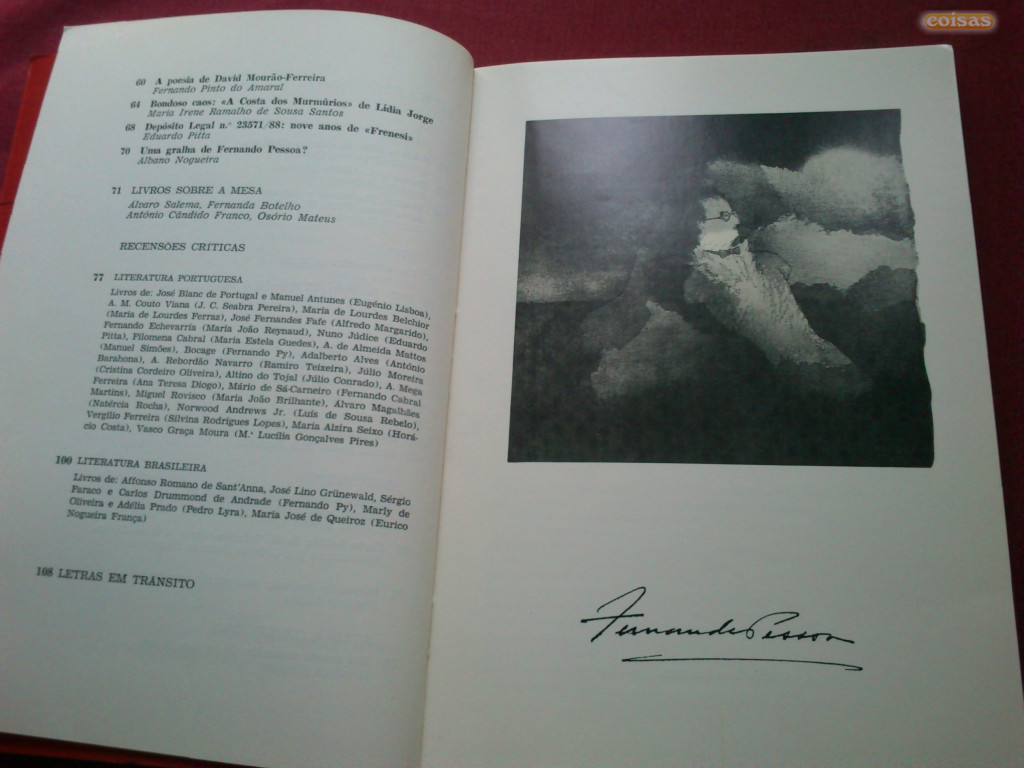 60 A poesia de David Mourão-Ferreira
Fernando Pinto do Amaral
64 Bondoso caos: «A Costa dos Murmúrios» de Lídia Jorge
Maria Irene Ramalho de Sousa Santos
68 Depósito Legal n.º 23571/88: nove anos de «Frenesi»
Eduardo Pitta
70 Uma gralha de Fernando Pessoa?
Albano Nogueira
71 LIVROS SOBRE A MESA
Álvaro Salema, Fernanda Botelho
António Cândido Franco, Osório Mateus
RECENSÕES CRITICAS
77 LITERATURA PORTUGUESA
Livros de: José Blanc de Portugal e Manuel Antunes (Eugénio Lisboa),
A. M. Couto Viana (J. C. Seabra Pereira), Maria de Lourdes Belchior
(Maria de Lourdes Ferraz), José Fernandes Fafe (Alfredo Margarido),
Fernando Echevarria (Maria João Reynaud), Nuno Júdice (Eduardo
Pitta), Filomena Cabral (Maria Estela Guedes), A. de Almeida Mattos
(Manuel Simões), Bocage (Fernando Py), Adalberto Alves (António
Barahona), A. Rebordão Navarro (Ramiro Teixeira), Júlio Moreira
(Cristina Cordeiro Oliveira), Altino do Tojal (Júlio Conrado), A. Mega
Ferreira (Ana Teresa Diogo), Mário de Sá-Carneiro (Fernando Cabral
Martins), Miguel Rovisco (Maria João Brilhante), Álvaro Magalhães
(Natércia Rocha), Norwood Andrews Jr. (Luís de Sousa Rebelo),
Vergílio Ferreira (Silvina Rodrigues Lopes), Maria Alzira Seixo (Horá-
cio Costa), Vasco Graça Moura (M.ª Lucília Gonçalves Pires)
100 LITERATURA BRASILEIRA
Livros de: Affonso Romano de Sant'Anna, José Lino Grünewald, Sérgio
Faraco e Carlos Drummond de Andrade (Fernando Py), Marly de
Oliveira e Adélia Prado (Pedro Lyra), Maria José de Queiroz (Eurico
Nogueira França)
108 LETRAS EM TRÂNSITO
Fernando Pessoa
coisas